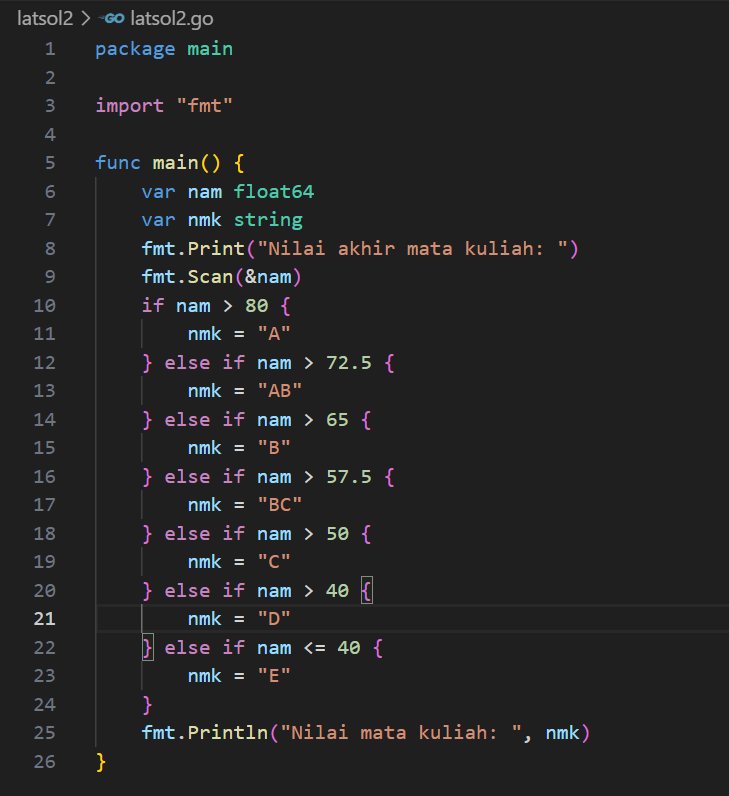 latsol2 > GO latsol2.go
1 package main
2
3 import "fmt"
4
5 func main() {
6     var nam float64
7     var nmk string
8     fmt.Print("Nilai akhir mata kuliah: ")
9     fmt.Scan(&nam)
10     if nam > 80 {
11         nmk = "A"
12     } else if nam > 72.5 {
13         nmk = "AB"
14     } else if nam > 65 {
15         nmk = "B"
16     } else if nam > 57.5 {
17         nmk = "BC"
18     } else if nam > 50 {
19         nmk = "C"
20     } else if nam > 40 {
21         nmk = "D"
22     } else if nam <= 40 {
23         nmk = "E"
24     }
25     fmt.Println("Nilai mata kuliah: ", nmk)
26 }